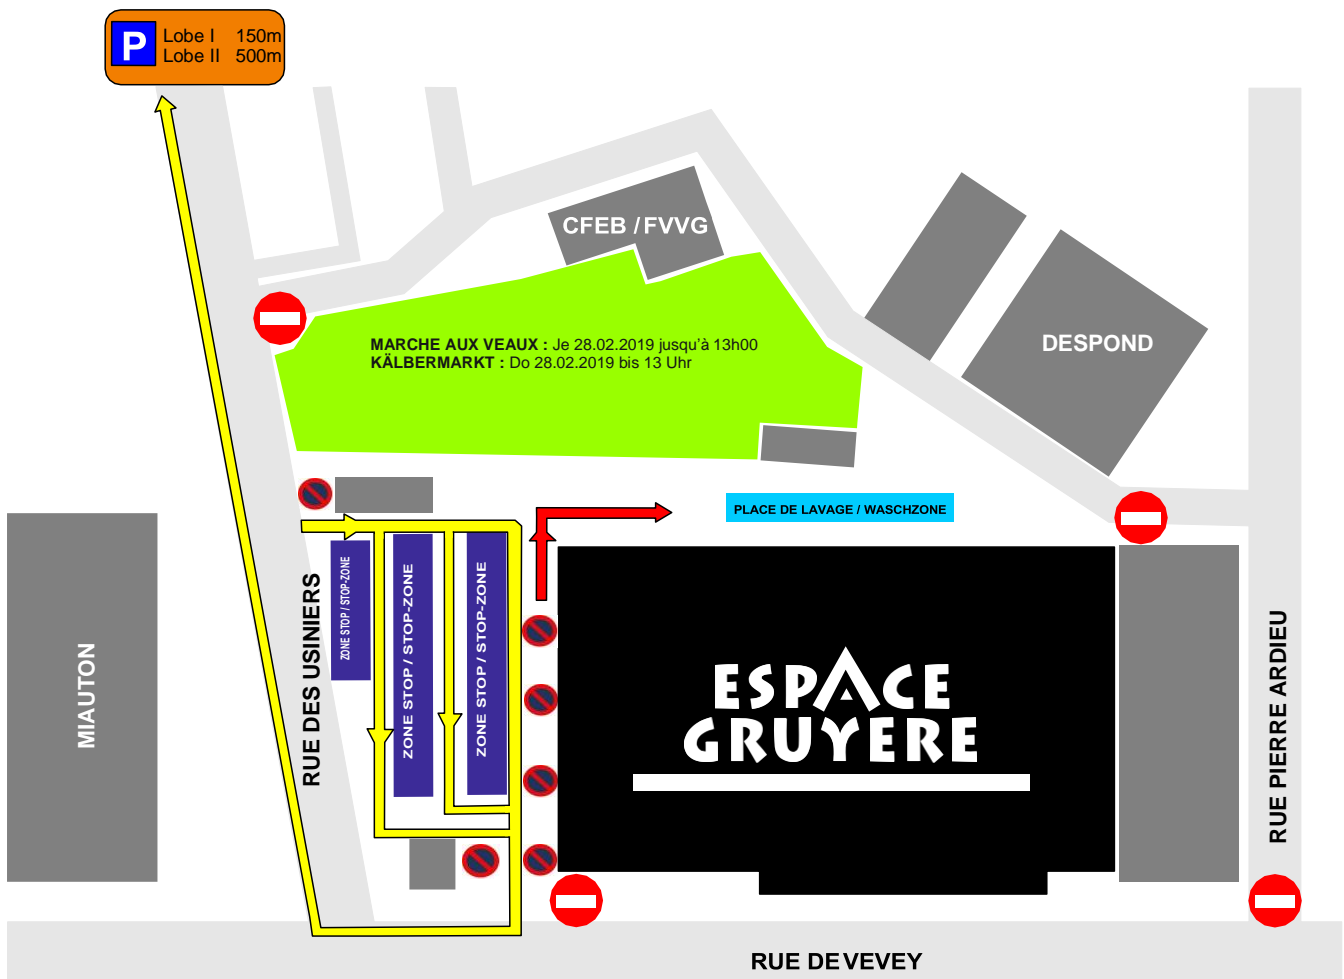 P
Lobe I 150m
Lobe II 500m
CFEB / FVVG
DESPOND
MARCHE AUX VEAUX : Je 28.02.2019 jusqu'à 13h00
KÄLBERMARKT : Do 28.02.2019 bis 13 Uhr
PLACE DE LAVAGE / WASCHZONE
MIAUTON
RUE DES USINIERS
ZONE STOP / STOP-ZONE
ZONE STOP / STOP-ZONE
ZONE STOP / STOP-ZONE
ESPACE
GRUYERE
RUE PIERRE ARDIEU
RUE DE VEVEY